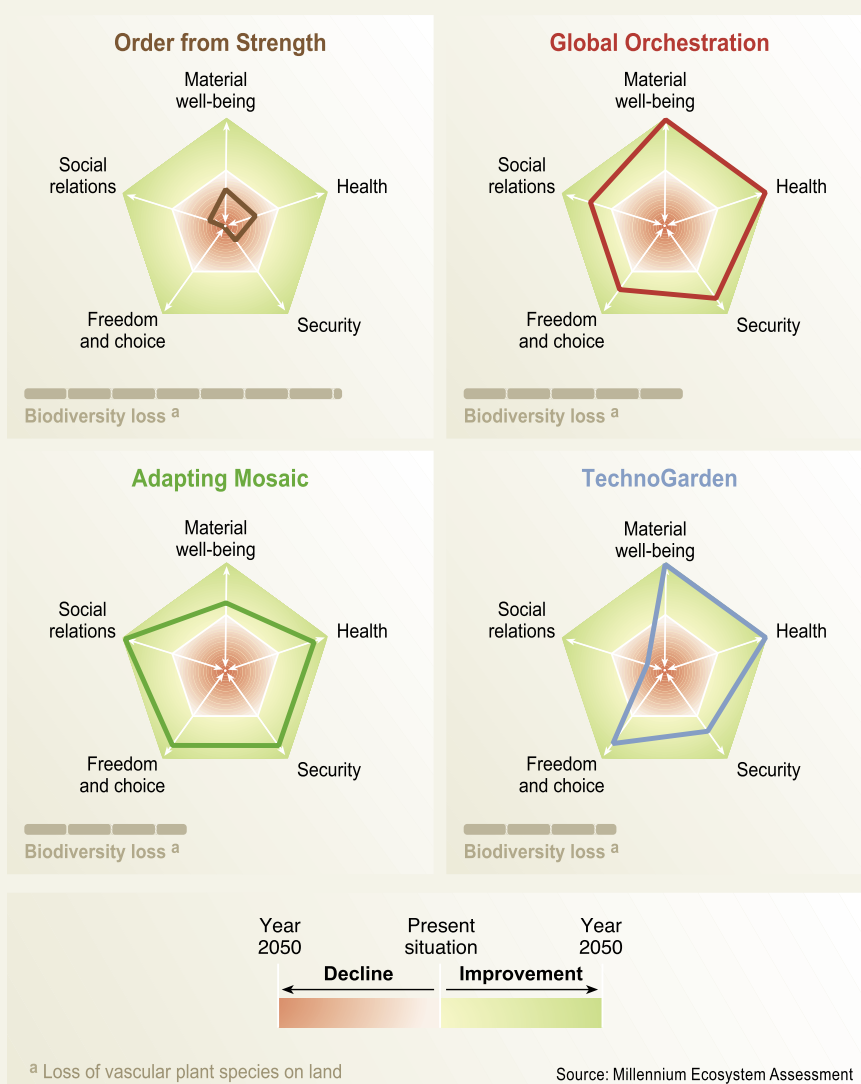 Order from Strength
Material
well-being
Social
relations
Health
Freedom
and choice
Security
Biodiversity loss a
Global Orchestration
Material
well-being
Social
relations
Health
Freedom
and choice
Security
Biodiversity loss a
Adapting Mosaic
Material
well-being
Social
relations
Health
Freedom
and choice
Security
Biodiversity loss a
TechnoGarden
Material
well-being
Social
relations
Health
Freedom
and choice
Security
Biodiversity loss a
Year
2050
Present
situation
Year
2050
Decline
Improvement
a Loss of vascular plant species on land
Source: Millennium Ecosystem Assessment